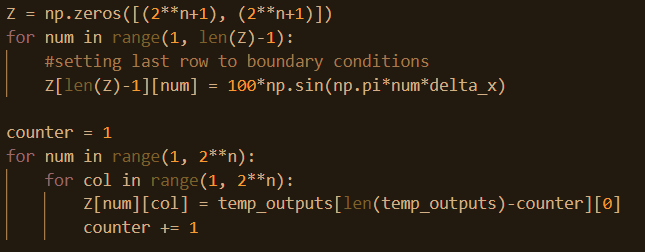 Z = np.zeros([(2**n+1), (2**n+1)])
for num in range(1, len(Z)-1):
    #setting last row to boundary conditions
    Z[len(Z)-1][num] = 100*np.sin(np.pi*num*delta_x)

counter = 1
for num in range(1, 2**n):
    for col in range(1, 2**n):
        Z[num][col] = temp_outputs[len(temp_outputs)-counter][0]
        counter += 1